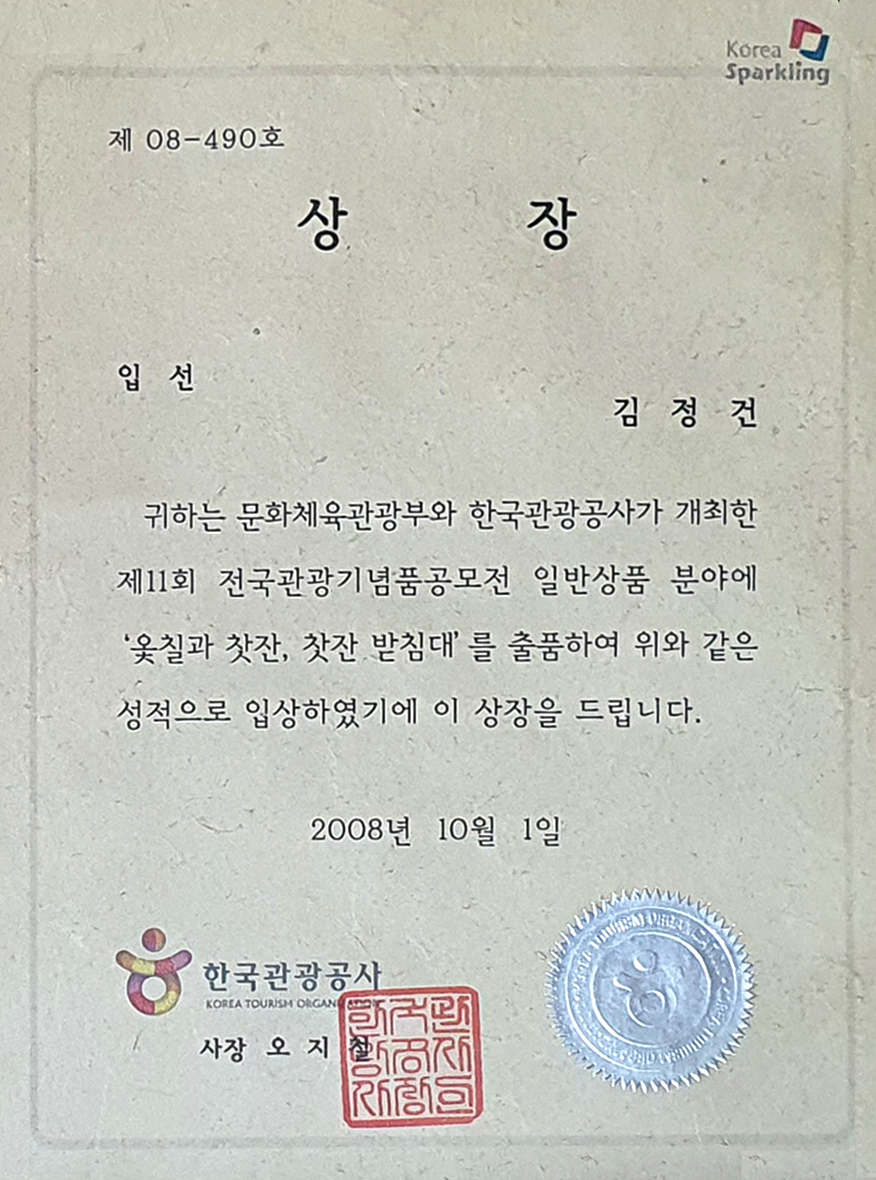 Korea
Sparkling
제 08-490호
상 장
입 선
김 정 건
귀하는 문화체육관광부와 한국관광공사가 개최한
제11회 전국관광기념품공모전 일반상품 분야에
‘옻칠과 찻잔, 찻잔 받침대’를 출품하여 위와 같은
성적으로 입상하였기에 이 상장을 드립니다.
2008년 10월 1일
한국관광공사
KOREA TOURISM ORGANIZATION
사장 오 지 철